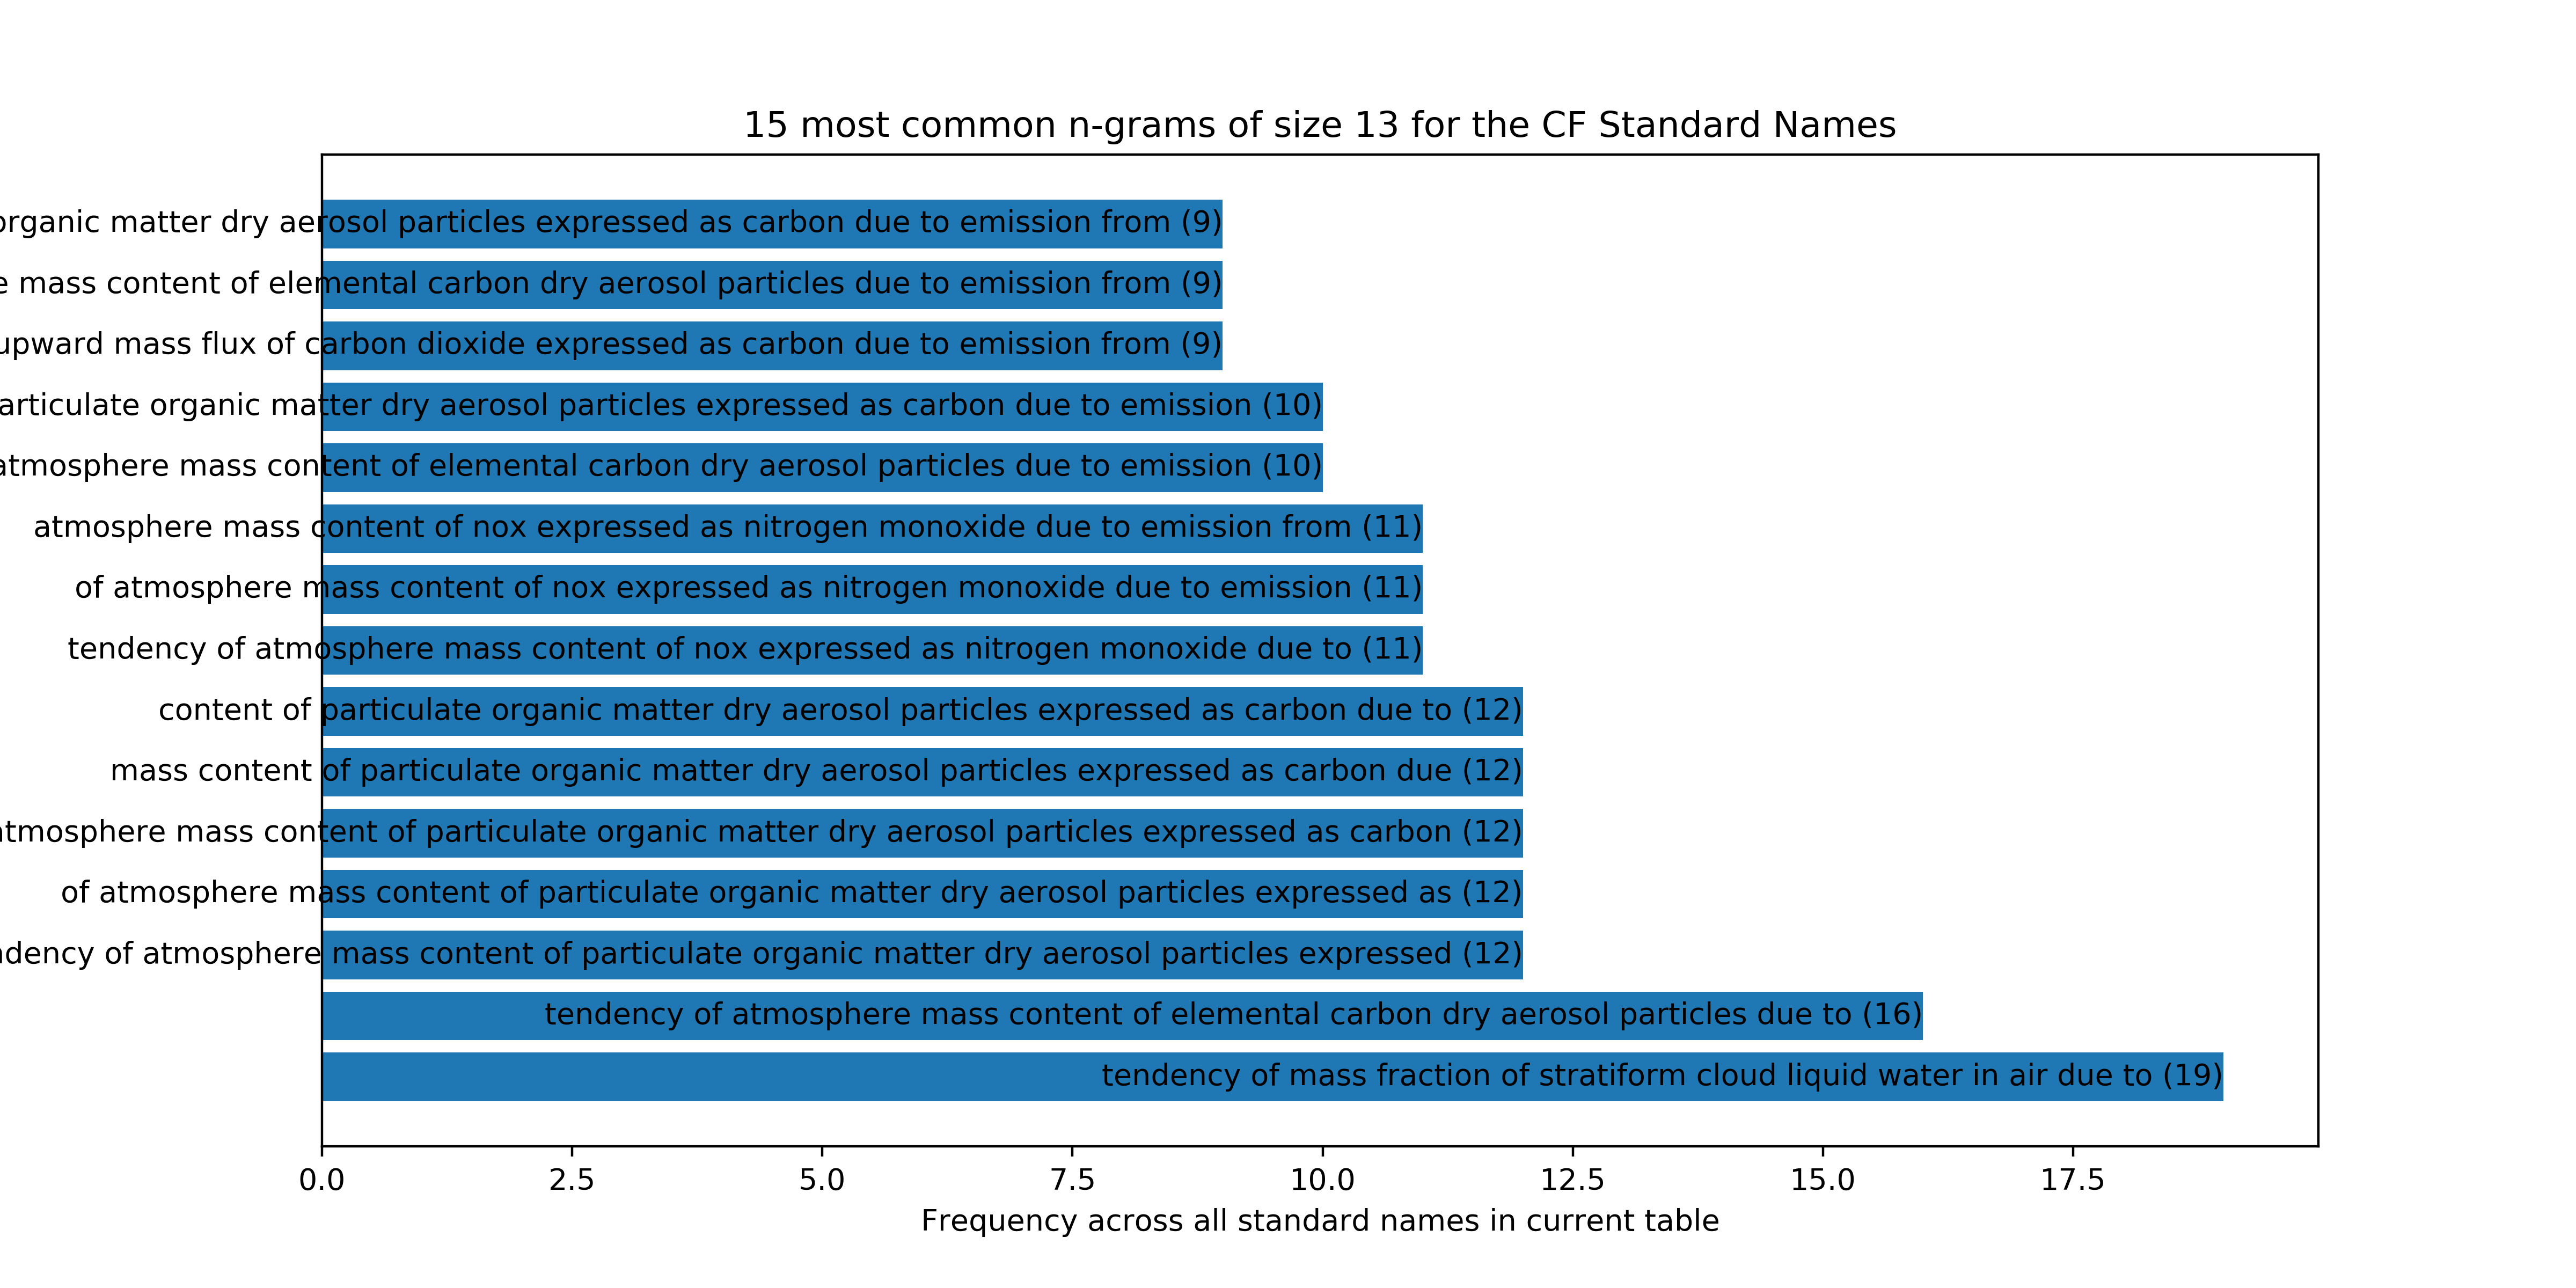 15 most common n-grams of size 13 for the CF Standard Names
organic matter dry aerosol particles expressed as carbon due to emission from (9)
mass content of elemental carbon dry aerosol particles due to emission from (9)
upward mass flux of carbon dioxide expressed as carbon due to emission from (9)
organic matter dry aerosol particles expressed as carbon due to emission (10)
atmosphere mass content of elemental carbon dry aerosol particles due to emission (10)
atmosphere mass content of nox expressed as nitrogen monoxide due to emission from (11)
of atmosphere mass content of nox expressed as nitrogen monoxide due to emission (11)
tendency of atmosphere mass content of nox expressed as nitrogen monoxide due to (11)
content of particulate organic matter dry aerosol particles expressed as carbon due to (12)
mass content of particulate organic matter dry aerosol particles expressed as carbon due (12)
mass content of particulate organic matter dry aerosol particles expressed as carbon (12)
of atmosphere mass content of particulate organic matter dry aerosol particles expressed as (12)
of atmosphere mass content of particulate organic matter dry aerosol particles expressed (12)
tendency of atmosphere mass content of elemental carbon dry aerosol particles due to (16)
tendency of mass fraction of stratiform cloud liquid water in air due to (19)
0.0 2.5 5.0 7.5 10.0 12.5 15.0 17.5
Frequency across all standard names in current table